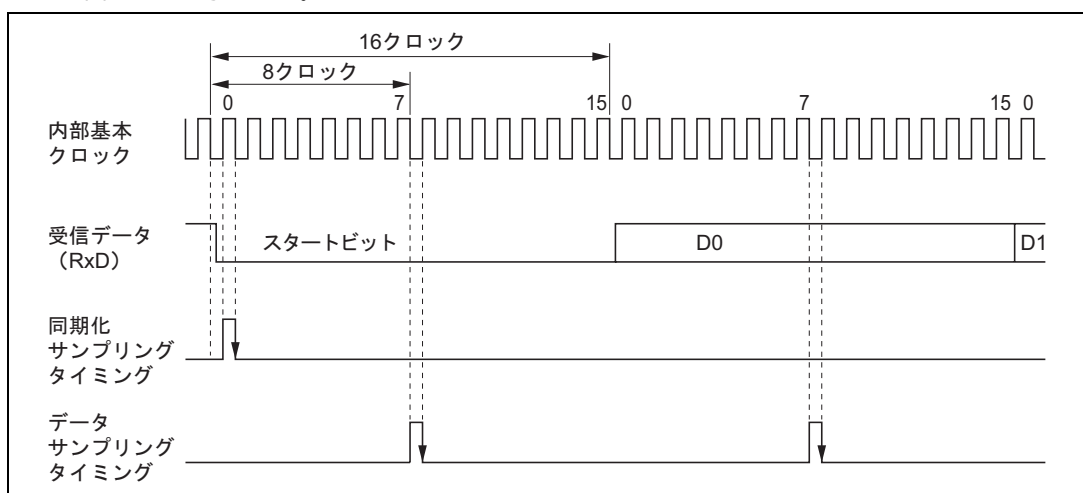 16クロック
8クロック
0 7 15 0 7 15 0
内部基本
クロック
受信データ
（RxD）
スタートビット D0 D1
同期化
サンプリング
タイミング
データ
サンプリング
タイミング